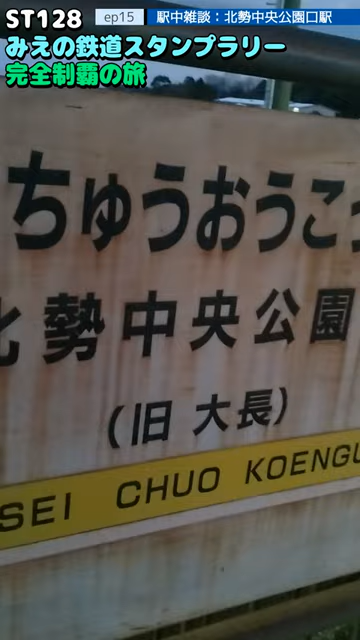 ST128 ep15 駅中雑談：北勢中央公園口駅
みえの鉄道スタンプラリー
完全制覇の旅
ちゅうおうこう
勢中央公園
（旧 大長）
SEI CHUO KOENGU